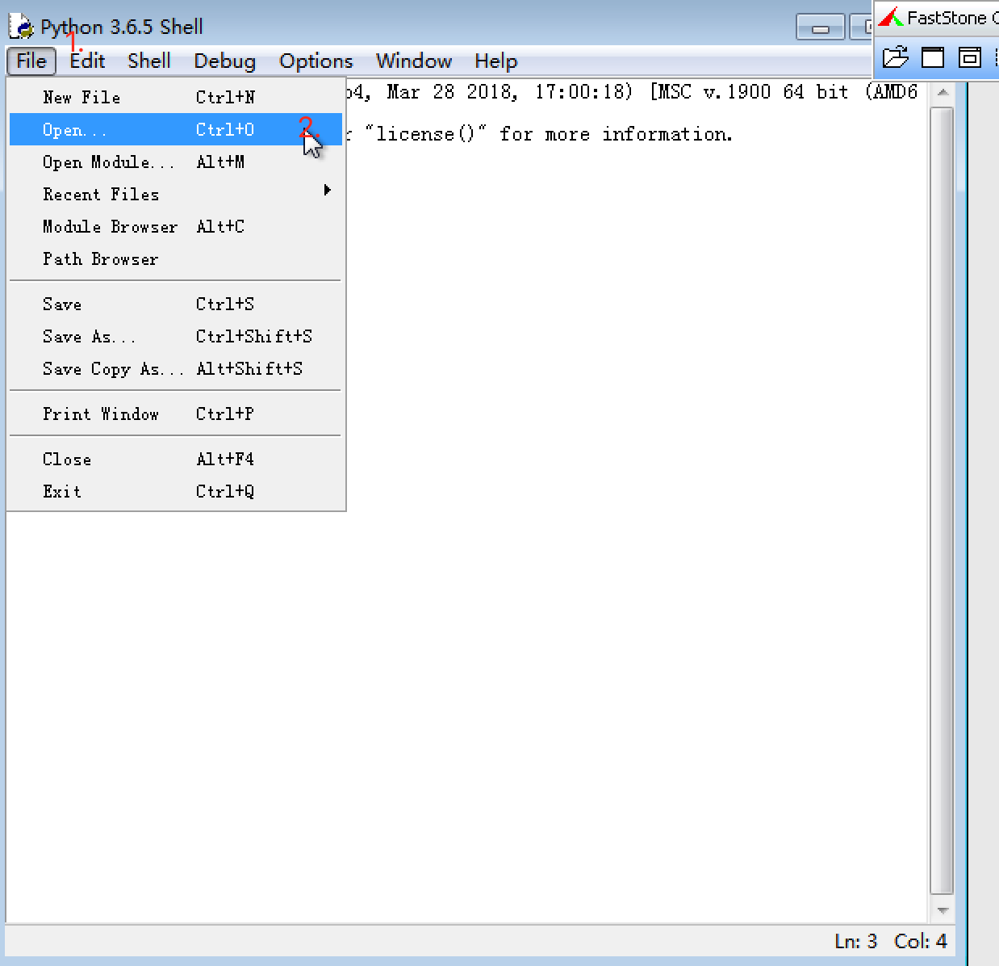 Python 3.6.5 Shell
FastStone
1.
File Edit Shell Debug Options Window Help
New File Ctrl+N
Open... Ctrl+O
2.
Open Module... Alt+M
Recent Files
Module Browser Alt+C
Path Browser
Save Ctrl+S
Save As... Ctrl+Shift+S
Save Copy As... Alt+Shift+S
Print Window Ctrl+P
Close Alt+F4
Exit Ctrl+Q
4, Mar 28 2018, 17:00:18) [MSC v.1900 64 bit (AMD6
"license()" for more information.
Ln: 3 Col: 4